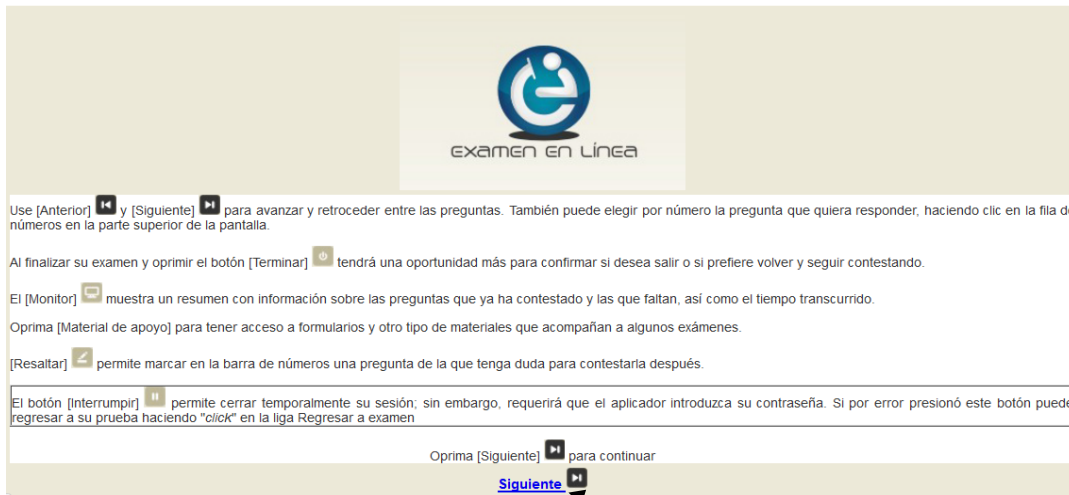 examen en Línea
Use [Anterior] y [Siguiente] para avanzar y retroceder entre las preguntas. También puede elegir por número la pregunta que quiera responder, haciendo clic en la fila de
números en la parte superior de la pantalla.
Al finalizar su examen y oprimir el botón [Terminar] tendrá una oportunidad más para confirmar si desea salir o si prefiere volver y seguir contestando.
El [Monitor] muestra un resumen con información sobre las preguntas que ya ha contestado y las que faltan, así como el tiempo transcurrido.
Oprima [Material de apoyo] para tener acceso a formularios y otro tipo de materiales que acompañan a algunos exámenes.
[Resaltar] permite marcar en la barra de números una pregunta de la que tenga duda para contestarla después.
El botón [Interrumpir] permite cerrar temporalmente su sesión; sin embargo, requerirá que el aplicador introduzca su contraseña. Si por error presionó este botón puede
regresar a su prueba haciendo "click" en la liga Regresar a examen
Oprima [Siguiente] para continuar
Siguiente